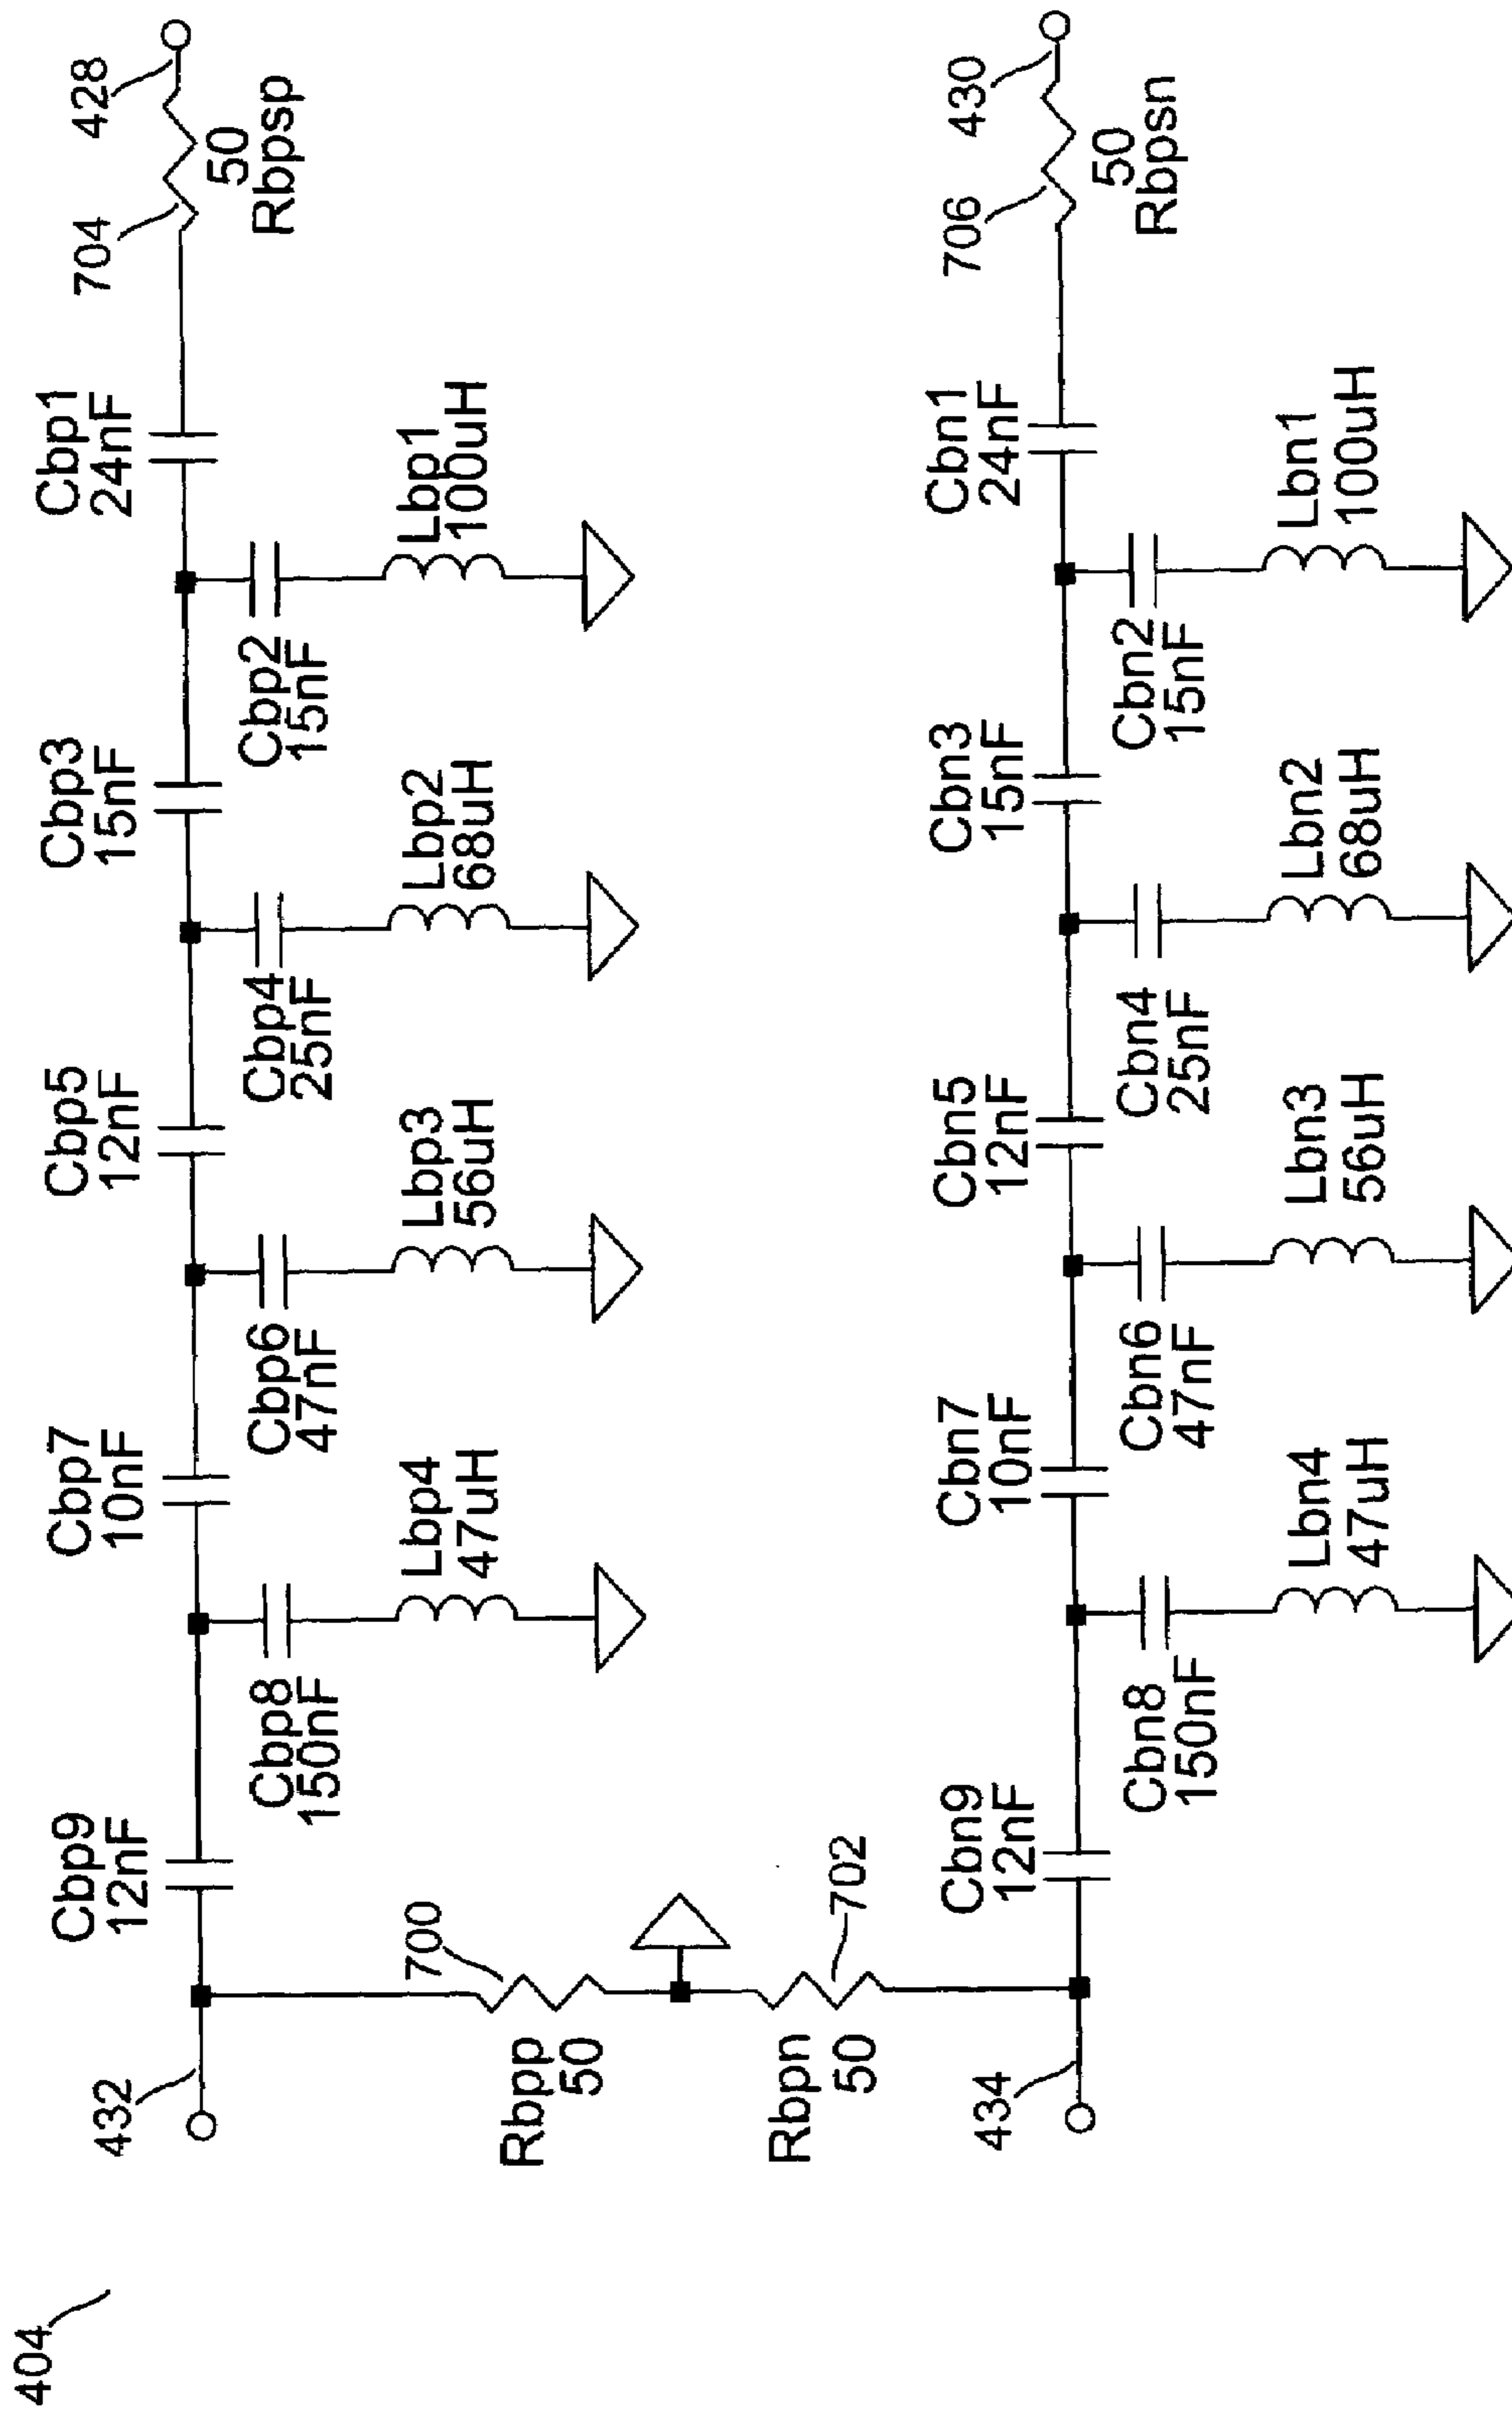 404
432
Cbp9
12nF
Cbp7
10nF
Cbp5
12nF
Cbp3
15nF
Cbp1
24nF
704
428
50
Rbpsp
Cbp8
150nF
Lbp4
47uH
Cbp6
47nF
Lbp3
56uH
Cbp4
25nF
Lbp2
68uH
Cbp2
15nF
Lbp1
100uH
700
Rbpp
50
702
Rbpn
50
434
Cbn9
12nF
Cbn7
10nF
Cbn5
12nF
Cbn3
15nF
Cbn1
24nF
706
430
50
Rbpsn
Cbn8
150nF
Lbn4
47uH
Cbn6
47nF
Lbn3
56uH
Cbn4
25nF
Lbn2
68uH
Cbn2
15nF
Lbn1
100uH